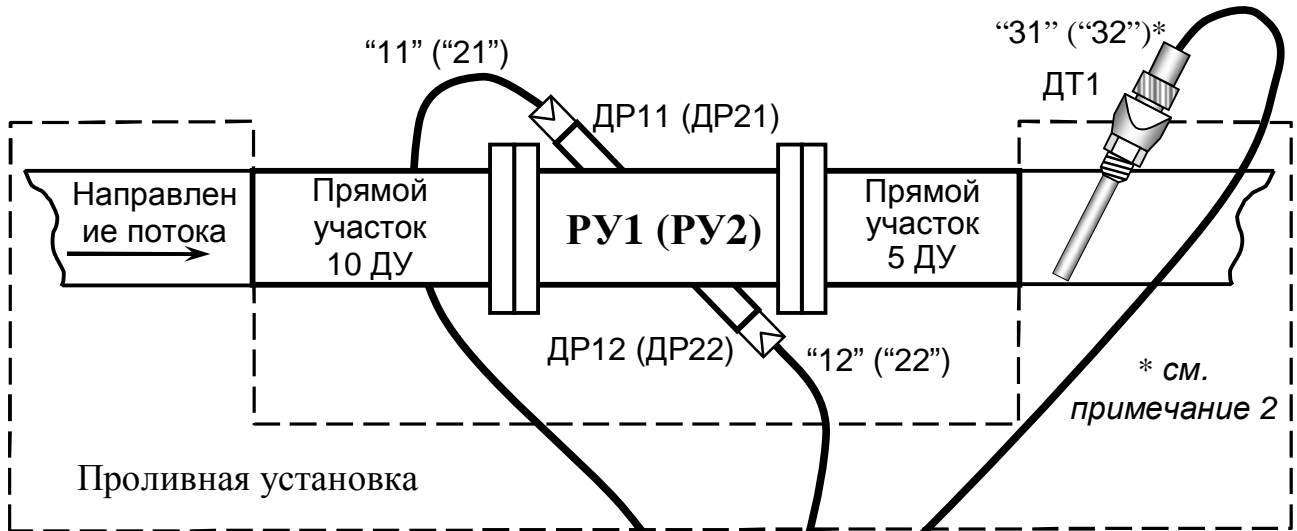 “11” (“21”)
“31” (“32”)*
ДТ1
ДР11 (ДР21)
Направлен
ие потока
Прямой
участок
10 ДУ
РУ1 (РУ2)
Прямой
участок
5 ДУ
ДР12 (ДР22)
“12” (“22”)
* см.
примечание 2
Проливная установка